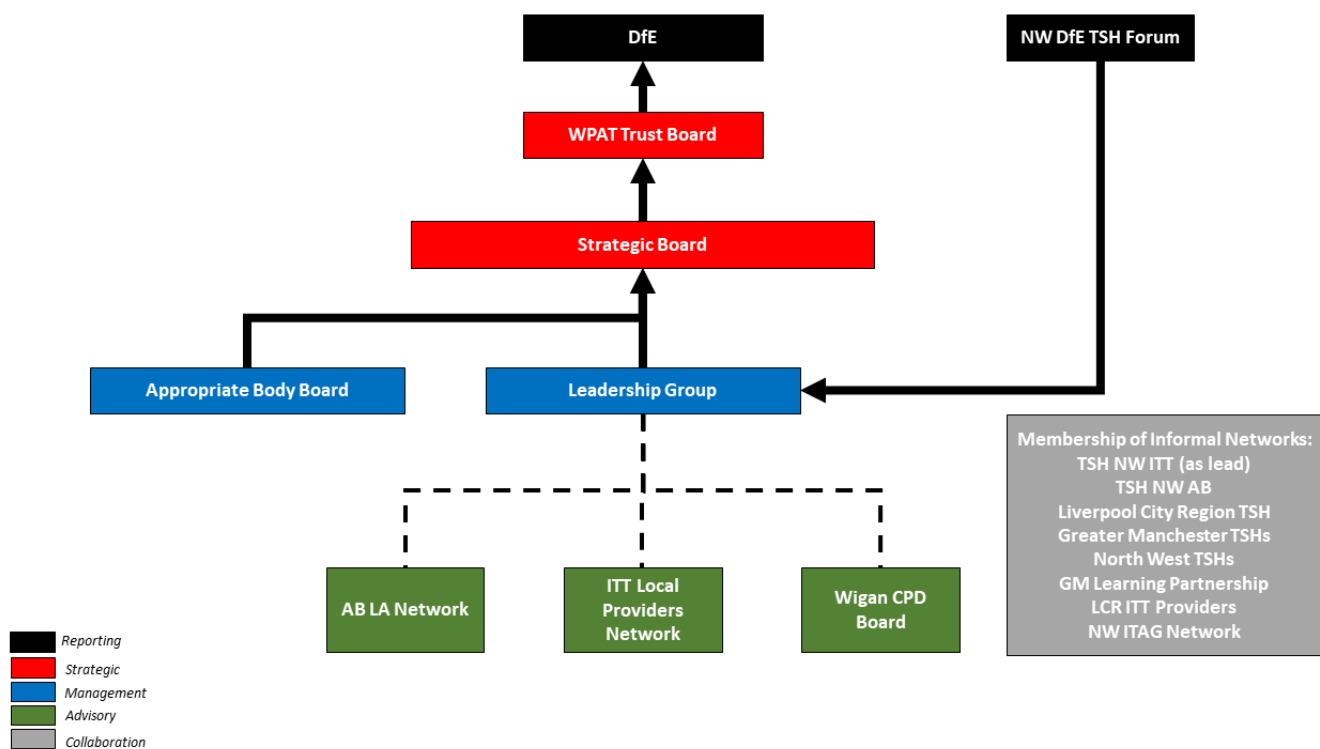 DfE
NW DfE TSH Forum
WPAT Trust Board
Strategic Board
Appropriate Body Board
Leadership Group
Membership of Informal Networks:
TSH NW ITT (as lead)
TSH NW AB
Liverpool City Region TSH
Greater Manchester TSHs
North West TSHs
GM Learning Partnership
LCR ITT Providers
NW ITAG Network
AB LA Network
ITT Local
Providers
Network
Wigan CPD
Board
Reporting
Strategic
Management
Advisory
Collaboration